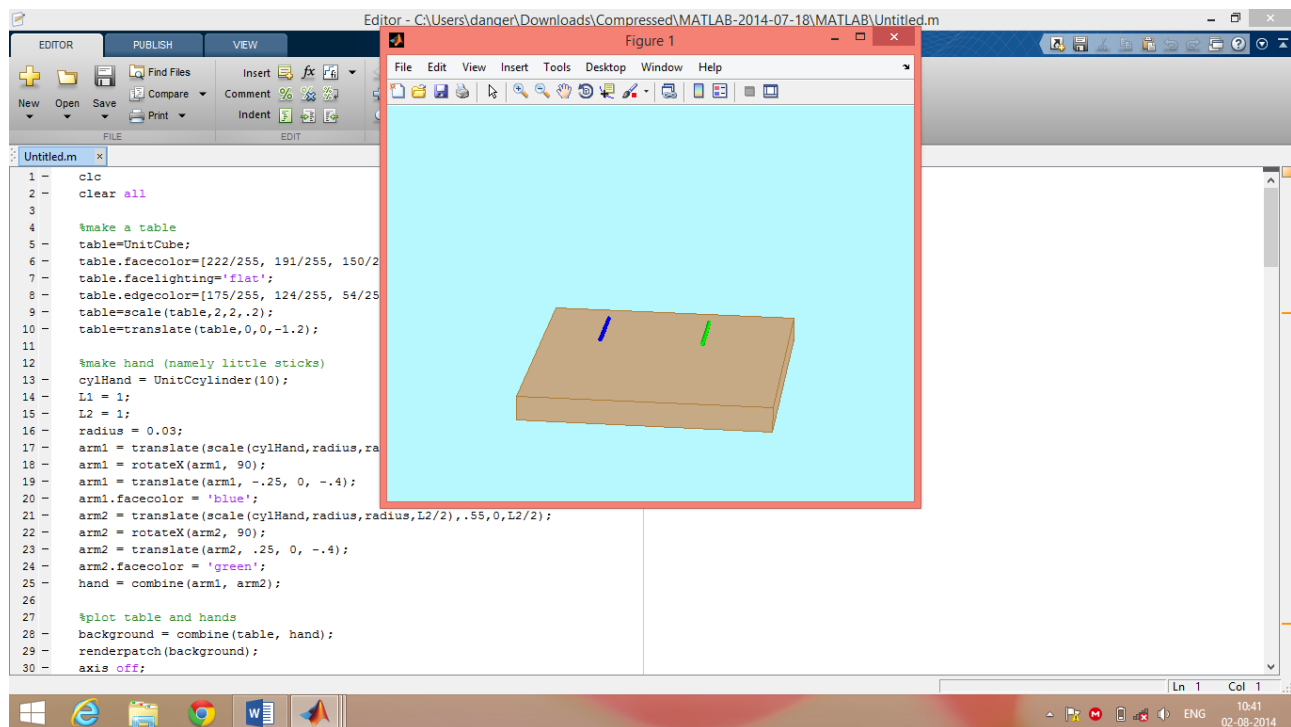 Editor - C:\Users\danger\Downloads\Compressed\MATLAB-2014-07-18\MATLAB\Untitled.m
EDITOR PUBLISH VIEW
Find Files
Insert fx
Compare
Comment
Print
Indent
New Open Save
FILE EDIT
Untitled.m
Figure 1
File Edit View Insert Tools Desktop Window Help
1 clc
2 clear all
3
4 %make a table
5 table=UnitCube;
6 table.facecolor=[222/255, 191/255, 150/2
7 table.facelighting='flat';
8 table.edgecolor=[175/255, 124/255, 54/25
9 table=scale(table,2,2,.2);
10 table=translate(table,0,0,-1.2);
11
12 %make hand (namely little sticks)
13 cylHand = UnitCcylinder(10);
14 L1 = 1;
15 L2 = 1;
16 radius = 0.03;
17 arm1 = translate(scale(cylHand,radius,ra
18 arm1 = rotateX(arm1, 90);
19 arm1 = translate(arm1, -.25, 0, -.4);
20 arm1.facecolor = 'blue';
21 arm2 = translate(scale(cylHand,radius,radius,L2/2),.55,0,L2/2);
22 arm2 = rotateX(arm2, 90);
23 arm2 = translate(arm2, .25, 0, -.4);
24 arm2.facecolor = 'green';
25 hand = combine(arm1, arm2);
26
27 %plot table and hands
28 background = combine(table, hand);
29 renderpatch(background);
30 axis off;
Ln 1 Col 1
ENG
10:41
02-08-2014